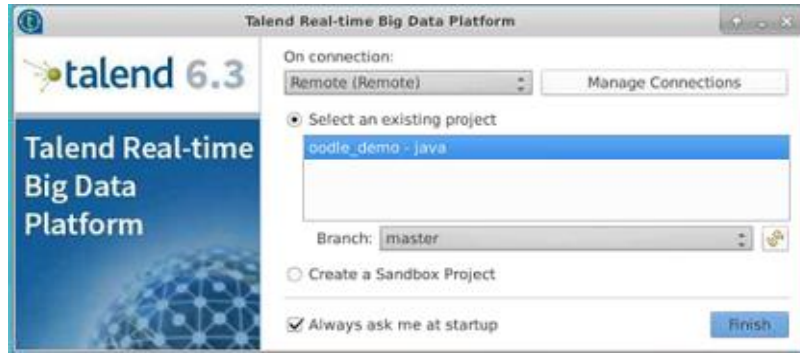 Talend Real-time Big Data Platform
talend 6.3
Talend Real-time
Big Data
Platform
On connection:
Remote (Remote)
Manage Connections
Select an existing project
oodle_demo - java
Branch: master
Create a Sandbox Project
Always ask me at startup
Finish